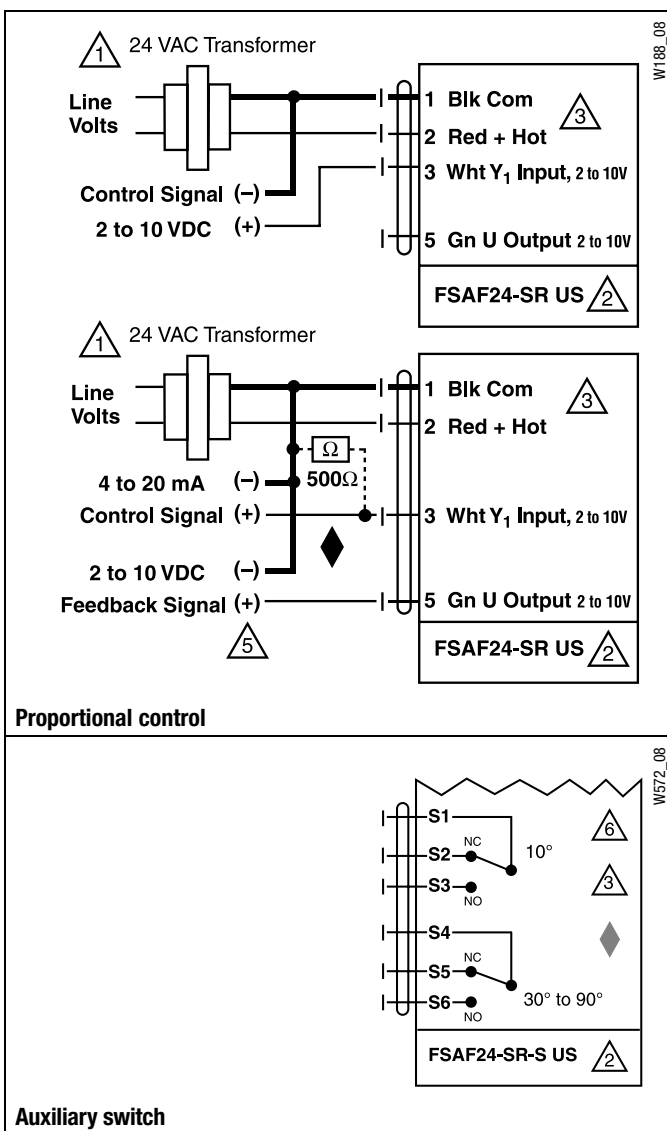 W188_08
1 24 VAC Transformer
Line
Volts
1 Blk Com
3
2 Red + Hot
3 Wht Y₁ Input, 2 to 10V
Control Signal (–)
2 to 10 VDC (+)
5 Gn U Output 2 to 10V
FSAF24-SR US 2
1 24 VAC Transformer
Line
Volts
1 Blk Com
3
2 Red + Hot
Ω
500Ω
4 to 20 mA (–)
Control Signal (+)
3 Wht Y₁ Input, 2 to 10V
2 to 10 VDC (–)
Feedback Signal (+)
5
5 Gn U Output 2 to 10V
FSAF24-SR US 2
Proportional control
W572_08
S1
6
S2 NC
10°
S3 NO
3
S4
S5 NC
30° to 90°
S6 NO
FSAF24-SR-S US 2
Auxiliary switch